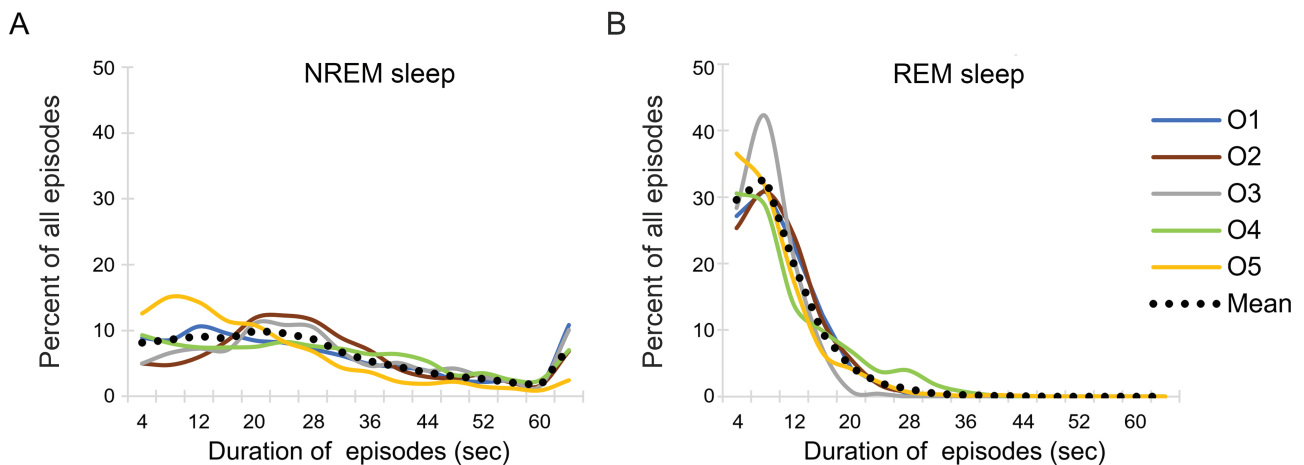 A
NREM sleep
Percent of all episodes
50
40
30
20
10
0
4 12 20 28 36 44 52 60
Duration of episodes (sec)
B
REM sleep
Percent of all episodes
50
40
30
20
10
0
4 12 20 28 36 44 52 60
Duration of episodes (sec)
O1
O2
O3
O4
O5
Mean